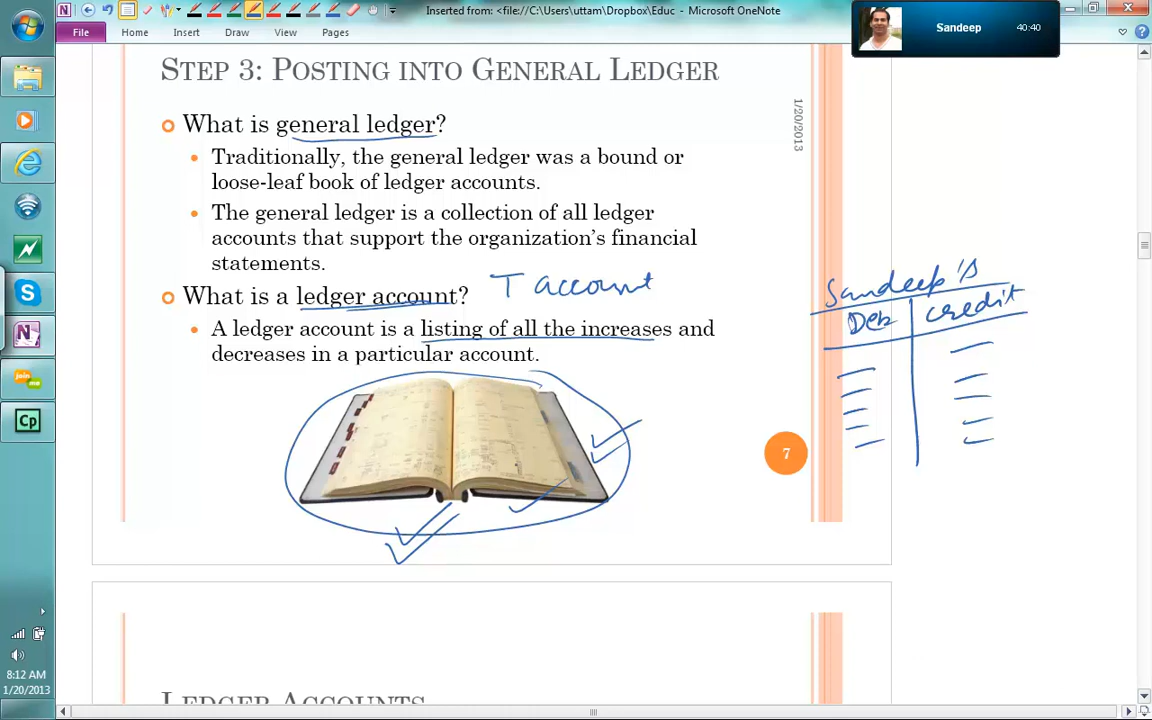 Inserted from: <file://C:\Users\uttam\Dropbox\Educ - Microsoft OneNote
Sandeep
40:40
File Home Insert Draw View Pages
STEP 3: POSTING INTO GENERAL LEDGER
1/20/2013
What is general ledger?
Traditionally, the general ledger was a bound or
loose-leaf book of ledger accounts.
The general ledger is a collection of all ledger
accounts that support the organization's financial
statements.
What is a ledger account?
T account
A ledger account is a listing of all the increases and
decreases in a particular account.
Sandeep's
Deb credit
7
LEDGER ACCOUNTS
join me
Cp
8:12 AM
1/20/2013